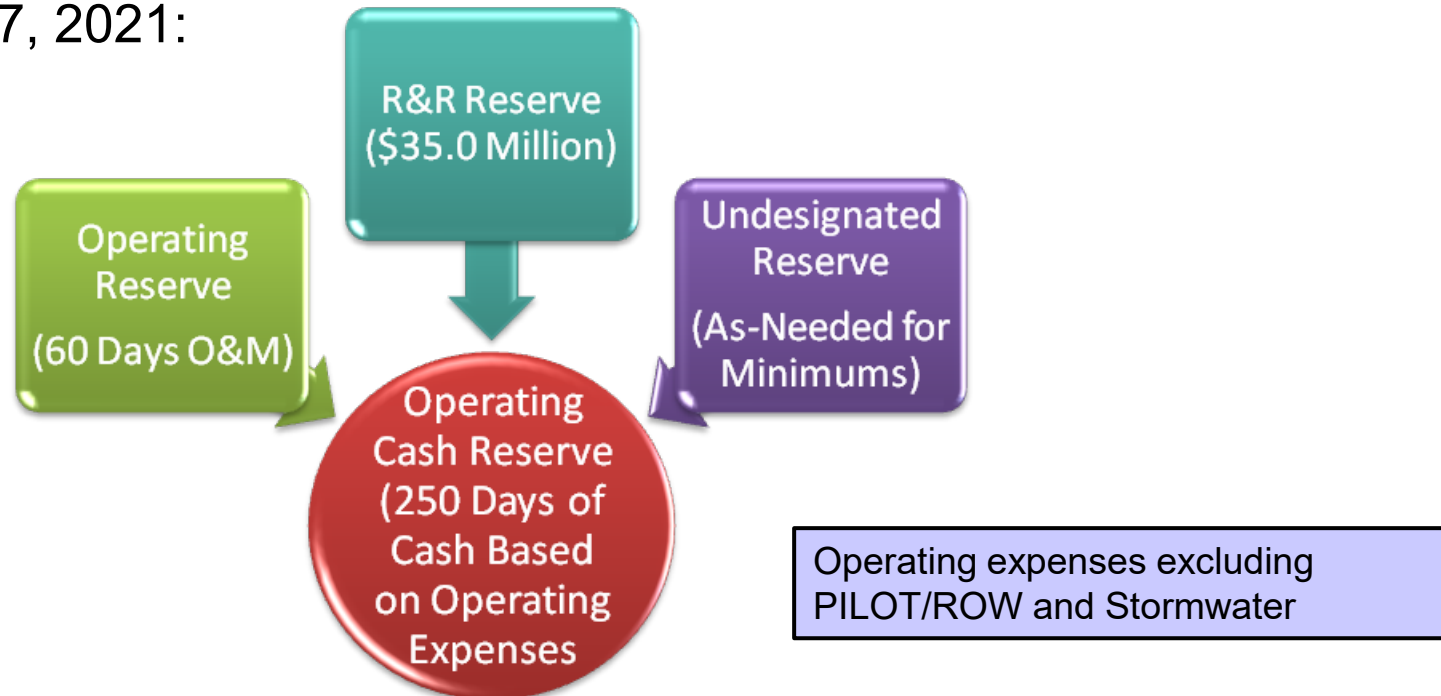 7, 2021:
R&R Reserve
($35.0 Million)
Operating
Reserve
(60 Days O&M)
Undesignated
Reserve
(As-Needed for
Minimums)
Operating
Cash Reserve
(250 Days of
Cash Based
on Operating
Expenses
Operating expenses excluding
PILOT/ROW and Stormwater